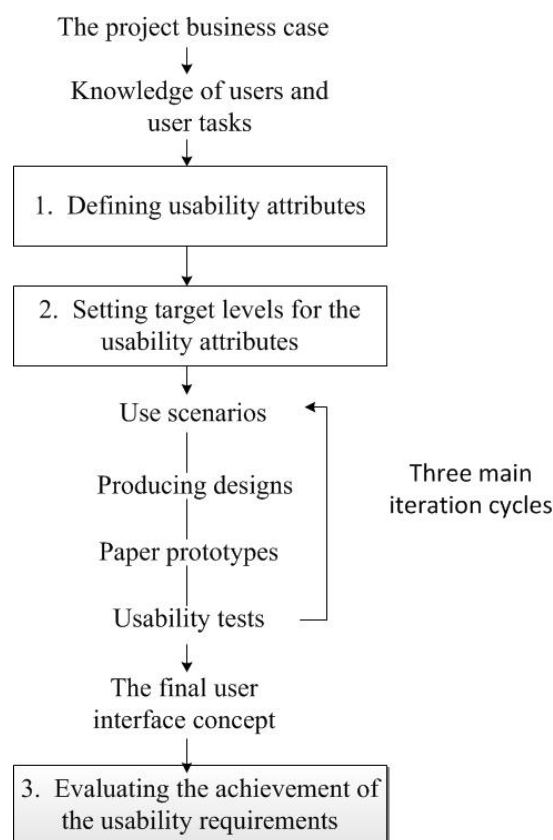 The project business case
Knowledge of users and
user tasks
1. Defining usability attributes
2. Setting target levels for the
usability attributes
Use scenarios
Producing designs
Paper prototypes
Usability tests
Three main
iteration cycles
The final user
interface concept
3. Evaluating the achievement of
the usability requirements